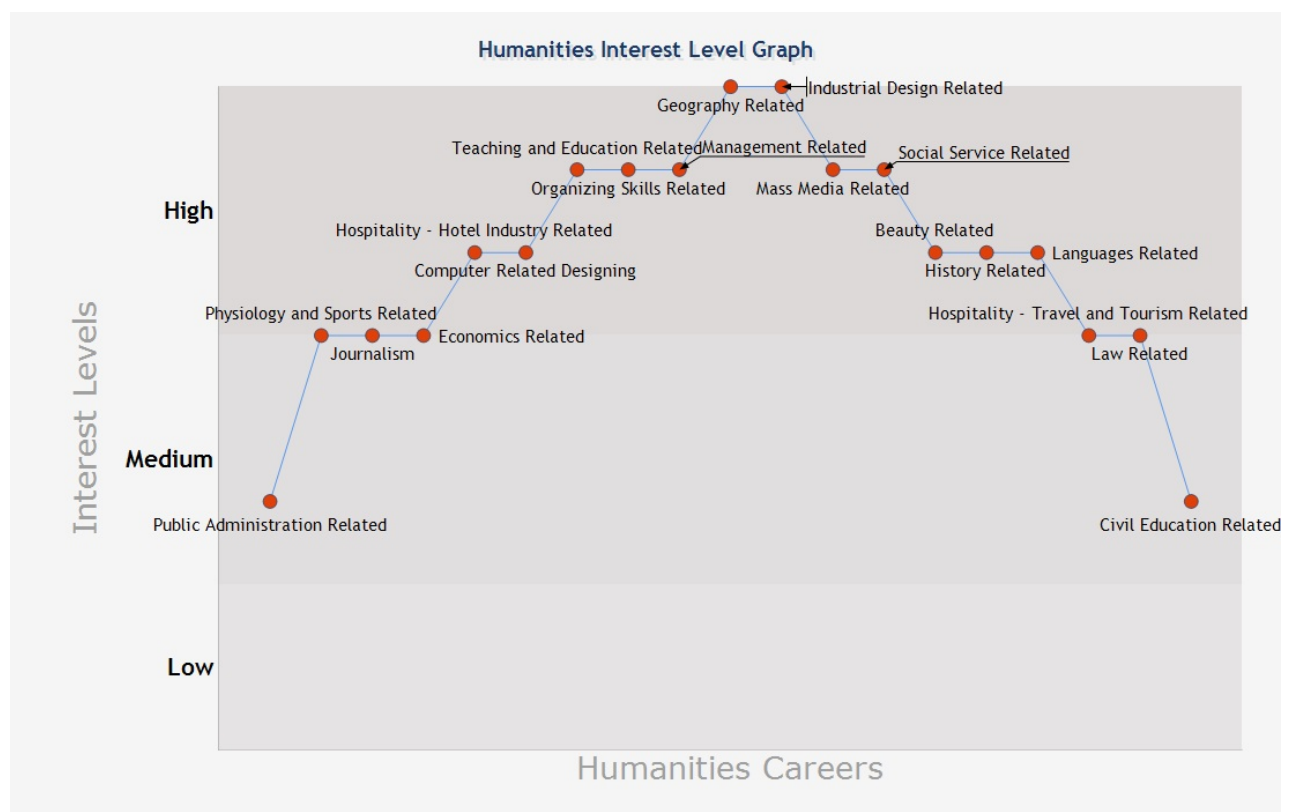 Humanities Interest Level Graph
Industrial Design Related
Geography Related
Teaching and Education Related
Management Related
Social Service Related
Organizing Skills Related
Mass Media Related
High
Hospitality - Hotel Industry Related
Beauty Related
Computer Related Designing
History Related
Languages Related
Physiology and Sports Related
Hospitality - Travel and Tourism Related
Economics Related
Journalism
Law Related
Interest Levels
Medium
Public Administration Related
Civil Education Related
Low
Humanities Careers